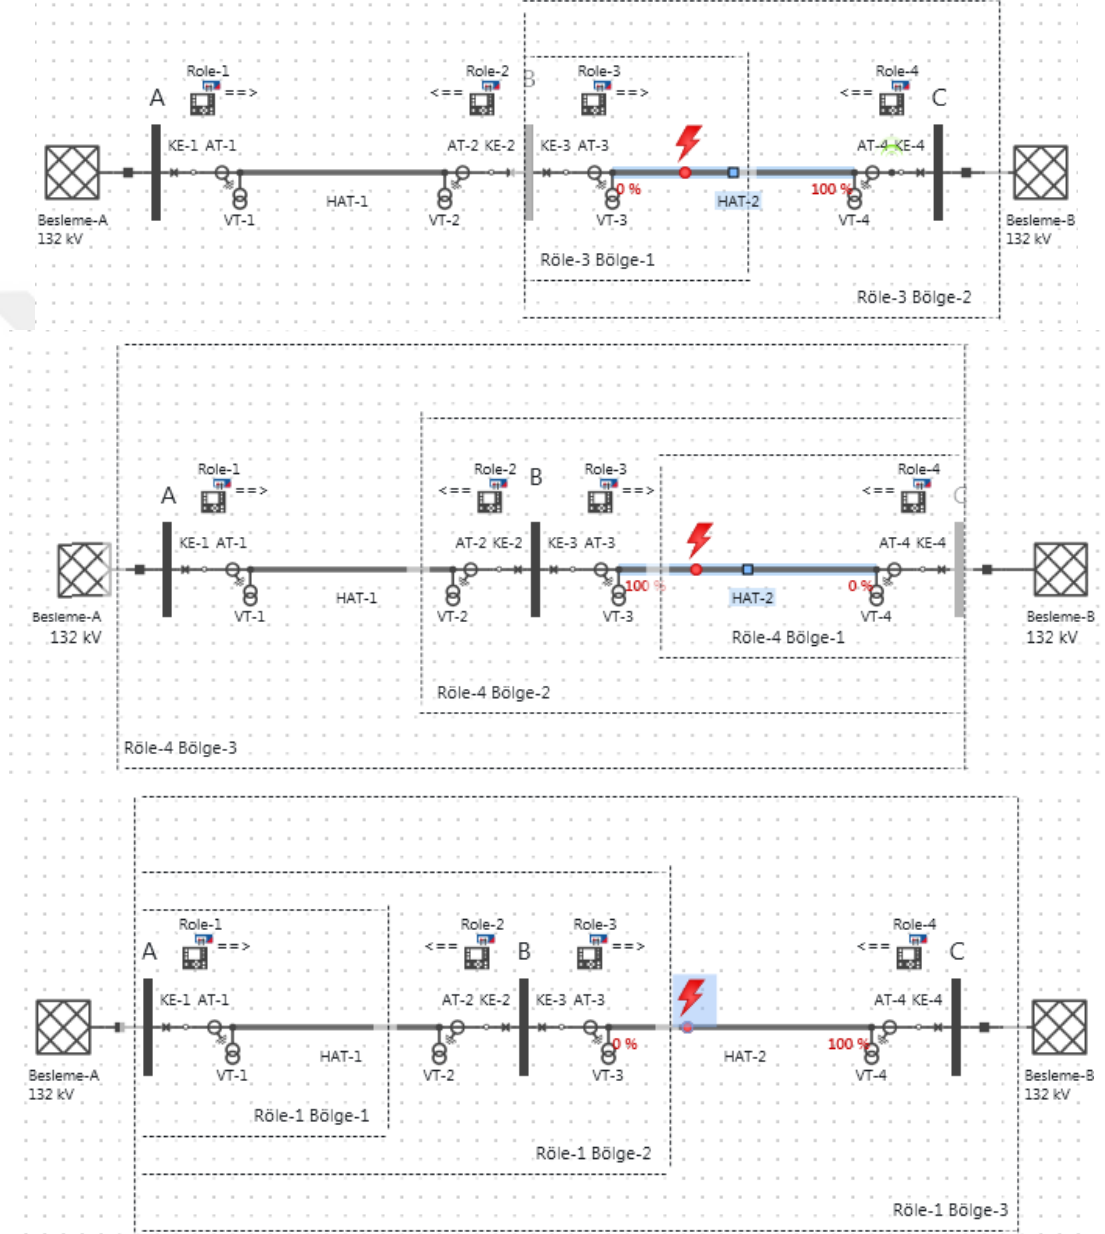 Role-1 Role-2 Role-3 Role-4
A ==> <== B ==> <== C
KE-1 AT-1 AT-2 KE-2 KE-3 AT-3 AT-4 KE-4
0 % 100 %
Besleme-A VT-1 HAT-1 VT-2 VT-3 HAT-2 VT-4 Besleme-B
132 kV 132 kV
Röle-3 Bölge-1
Röle-3 Bölge-2
Role-1 Role-2 Role-3 Role-4
A ==> <== B ==> <== C
KE-1 AT-1 AT-2 KE-2 KE-3 AT-3 AT-4 KE-4
100 % 0 %
HAT-1 HAT-2
Besleme-A VT-1 VT-2 VT-3 VT-4 Besleme-B
132 kV Röle-4 Bölge-1 132 kV
Röle-4 Bölge-2
Röle-4 Bölge-3
Role-1 Role-2 Role-3 Role-4
A ==> <== B ==> <== C
KE-1 AT-1 AT-2 KE-2 KE-3 AT-3 AT-4 KE-4
0 % 100 %
HAT-1 HAT-2
Besleme-A VT-1 VT-2 VT-3 VT-4 Besleme-B
132 kV 132 kV
Röle-1 Bölge-1
Röle-1 Bölge-2
Röle-1 Bölge-3